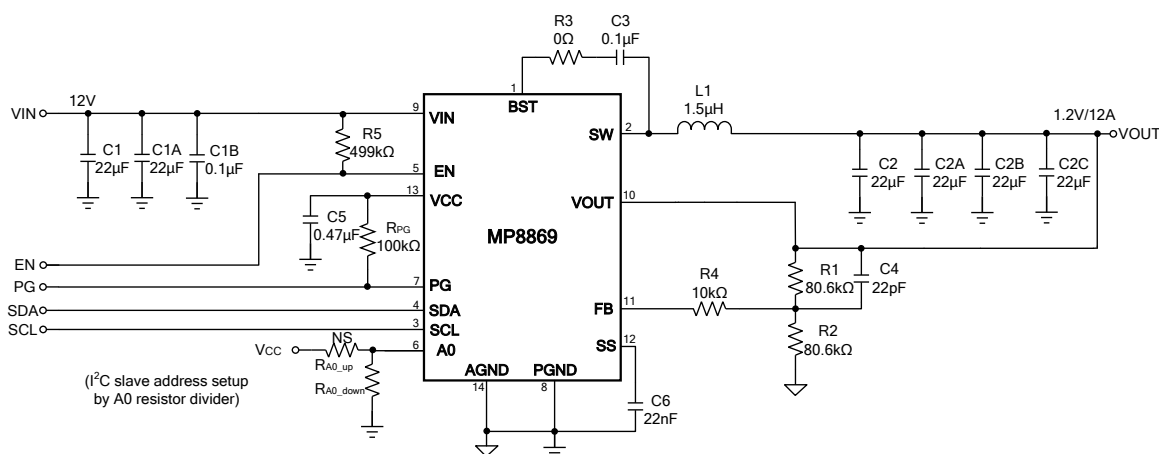 R3
0Ω
C3
0.1µF
1
BST
VIN
12V
9
VIN
C1
22µF
C1A
22µF
C1B
0.1µF
R5
499kΩ
5
EN
13
VCC
C5
0.47µF
RPG
100kΩ
MP8869
SW
2
L1
1.5µH
1.2V/12A
VOUT
C2
22µF
C2A
22µF
C2B
22µF
C2C
22µF
VOUT
10
EN
PG
7
PG
SDA
4
SDA
SCL
3
SCL
VCC
NS
6
A0
RA0_up
RA0_down
(I²C slave address setup
by A0 resistor divider)
R1
80.6kΩ
C4
22pF
FB
11
R4
10kΩ
R2
80.6kΩ
SS
12
AGND
14
PGND
8
C6
22nF